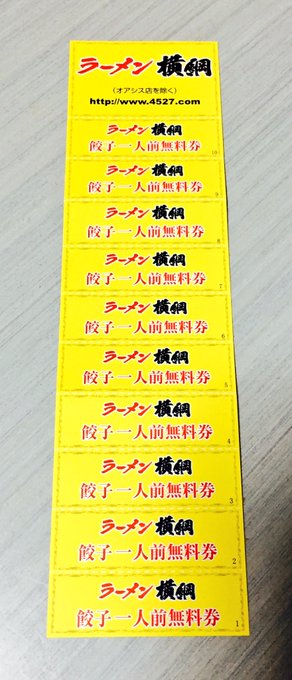 ラーメン 横綱
(オアシス店を除く)
http://www.4527.com
ラーメン 横綱
餃子一人前無料券
10
ラーメン 横綱
餃子一人前無料券
9
ラーメン 横綱
餃子一人前無料券
8
ラーメン 横綱
餃子一人前無料券
7
ラーメン 横綱
餃子一人前無料券
6
ラーメン 横綱
餃子一人前無料券
5
ラーメン 横綱
餃子一人前無料券
4
ラーメン 横綱
餃子一人前無料券
3
ラーメン 横綱
餃子一人前無料券
2
ラーメン 横綱
餃子一人前無料券
1